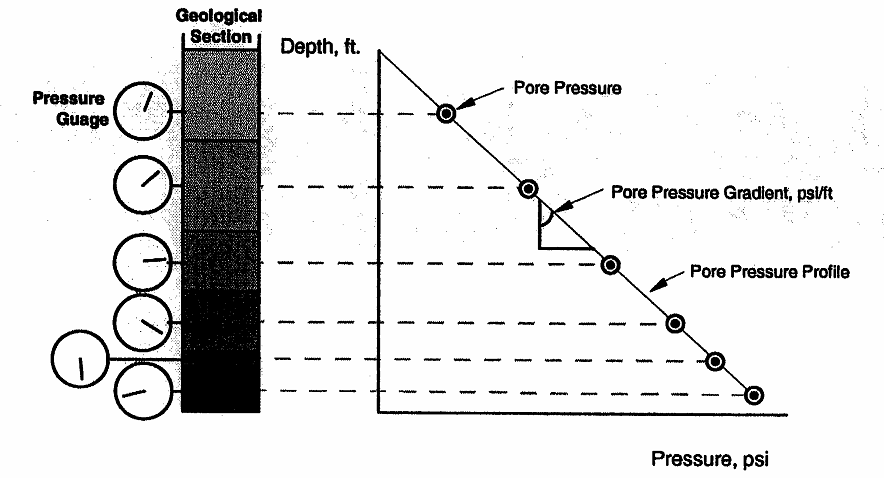 Geological
Section
Depth, ft.
Pore Pressure
Pressure
Guage
Pore Pressure Gradient, psi/ft
Pore Pressure Profile
Pressure, psi